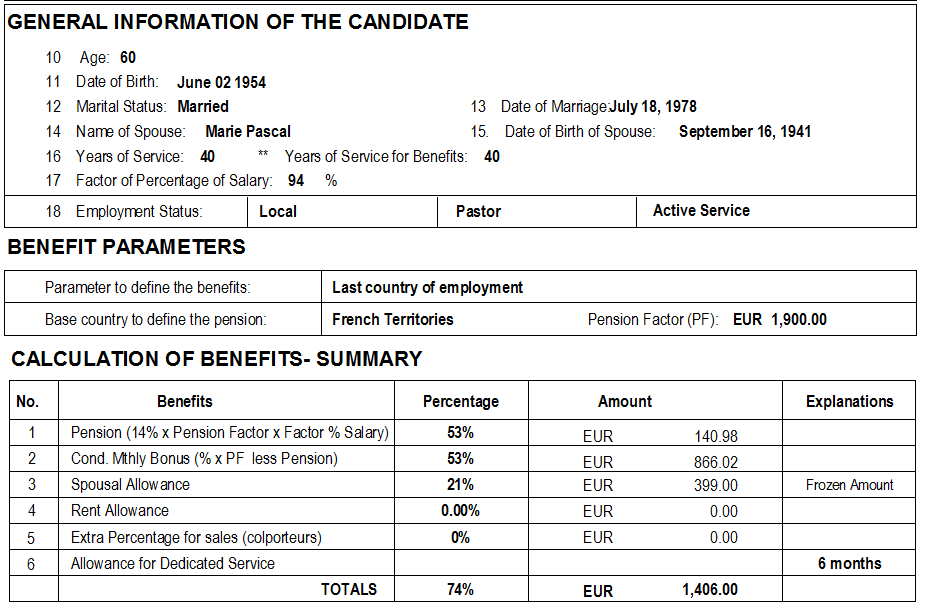 GENERAL INFORMATION OF THE CANDIDATE
10 Age: 60
11 Date of Birth: June 02 1954
12 Marital Status: Married 13 Date of Marriage: July 18, 1978
14 Name of Spouse: Marie Pascal 15. Date of Birth of Spouse: September 16, 1941
16 Years of Service: 40 ** Years of Service for Benefits: 40
17 Factor of Percentage of Salary: 94 %
18 Employment Status: Local Pastor Active Service
BENEFIT PARAMETERS
Parameter to define the benefits: Last country of employment
Base country to define the pension: French Territories Pension Factor (PF): EUR 1,900.00
CALCULATION OF BENEFITS- SUMMARY
No. Benefits Percentage Amount Explanations
1 Pension (14% x Pension Factor x Factor % Salary) 53% EUR 140.98
2 Cond. Mthly Bonus (% x PF less Pension) 53% EUR 866.02
3 Spousal Allowance 21% EUR 399.00 Frozen Amount
4 Rent Allowance 0.00% EUR 0.00
5 Extra Percentage for sales (colporteurs) 0% EUR 0.00
6 Allowance for Dedicated Service 6 months
TOTALS 74% EUR 1,406.00